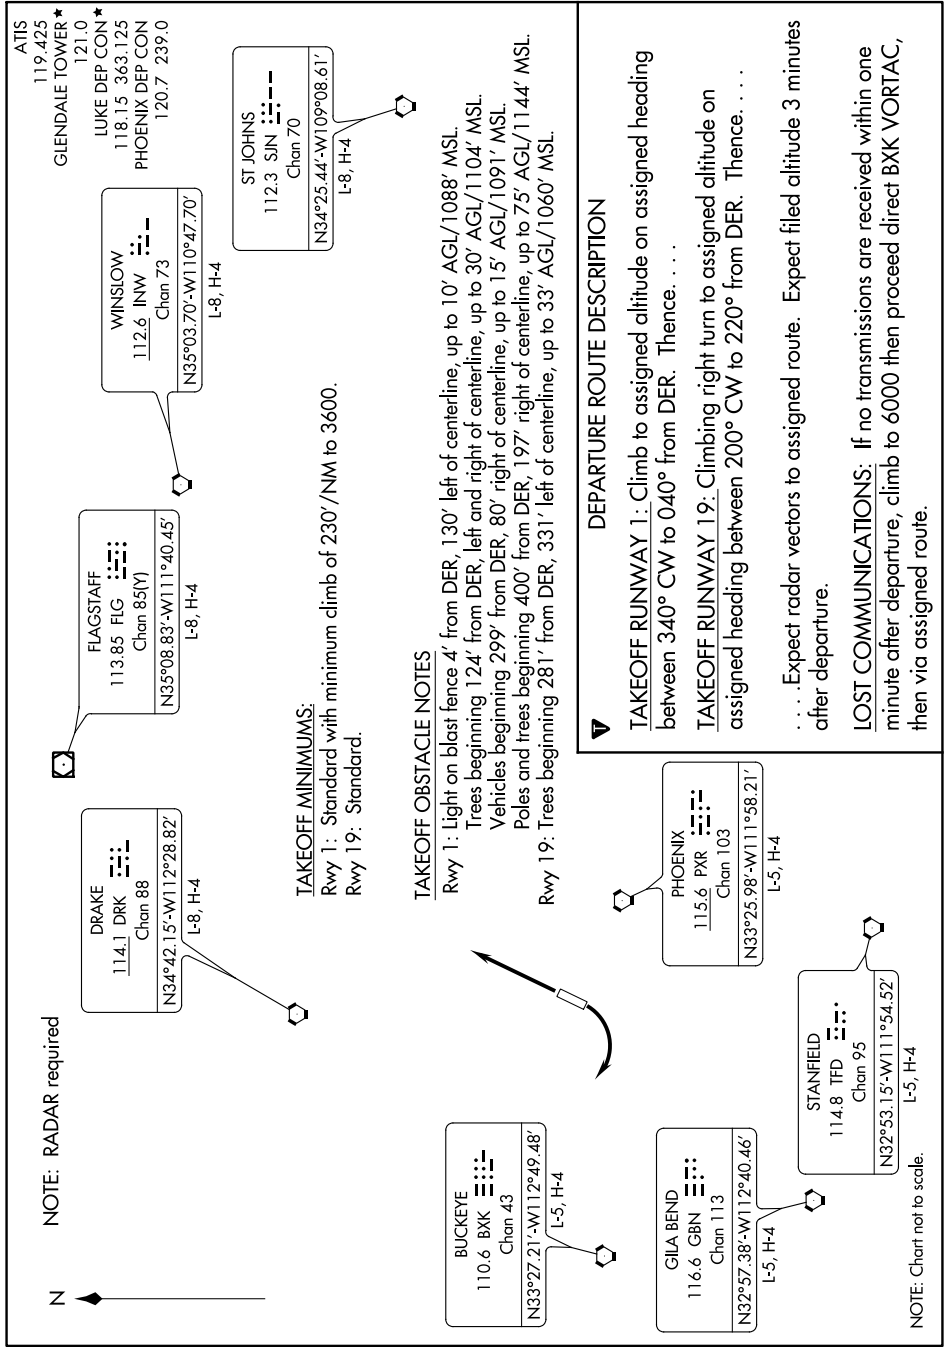 ATIS
119.425
GLENDALE TOWER ★
121.0
LUKE DEP CON ★
118.15 363.125
PHOENIX DEP CON
120.7 239.0
NOTE: RADAR required
N
DRAKE
114.1 DRK
Chan 88
N34°42.15′-W112°28.82′
L-8, H-4
FLAGSTAFF
113.85 FLG
Chan 85(Y)
N35°08.83′-W111°40.45′
L-8, H-4
WINSLOW
112.6 INW
Chan 73
N35°03.70′-W110°47.70′
L-8, H-4
ST JOHNS
112.3 SJN
Chan 70
N34°25.44′-W109°08.61′
L-8, H-4
TAKEOFF MINIMUMS:
Rwy 1: Standard with minimum climb of 230′/NM to 3600.
Rwy 19: Standard.
TAKEOFF OBSTACLE NOTES
Rwy 1: Light on blast fence 4′ from DER, 130′ left of centerline, up to 10′ AGL/1088′ MSL.
Trees beginning 124′ from DER, left and right of centerline, up to 30′ AGL/1104′ MSL.
Vehicles beginning 299′ from DER, 80′ right of centerline, up to 15′ AGL/1091′ MSL.
Poles and trees beginning 400′ from DER, 197′ right of centerline, up to 75′ AGL/1144′ MSL.
Rwy 19: Trees beginning 281′ from DER, 331′ left of centerline, up to 33′ AGL/1060′ MSL.
BUCKEYE
110.6 BXK
Chan 43
N33°27.21′-W112°49.48′
L-5, H-4
PHOENIX
115.6 PXR
Chan 103
N33°25.98′-W111°58.21′
L-5, H-4
GILA BEND
116.6 GBN
Chan 113
N32°57.38′-W112°40.46′
L-5, H-4
STANFIELD
114.8 TFD
Chan 95
N32°53.15′-W111°54.52′
L-5, H-4
NOTE: Chart not to scale.
T
DEPARTURE ROUTE DESCRIPTION
TAKEOFF RUNWAY 1: Climb to assigned altitude on assigned heading
between 340° CW to 040° from DER. Thence. . . .
TAKEOFF RUNWAY 19: Climbing right turn to assigned altitude on
assigned heading between 200° CW to 220° from DER. Thence. . . .
. . . .Expect radar vectors to assigned route. Expect filed altitude 3 minutes
after departure.
LOST COMMUNICATIONS: If no transmissions are received within one
minute after departure, climb to 6000 then proceed direct BXK VORTAC,
then via assigned route.